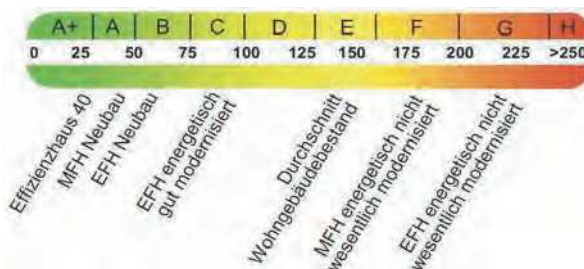 A+ A B C D E F G H
0 25 50 75 100 125 150 175 200 225 >250
Effizienzhaus 40
MFH Neubau
EFH Neubau
EFH energetisch
gut modernisiert
Durchschnitt
Wohngebäudebestand
MFH energetisch nicht
wesentlich modernisiert
EFH energetisch nicht
wesentlich modernisiert